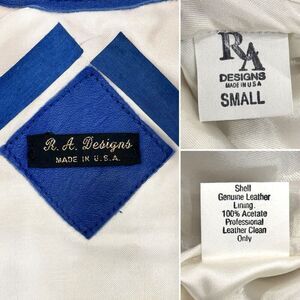 R. A. Designs
MADE IN U.S.A.
RA
DESIGNS
MADE IN USA
SMALL
Shell
Genuine Leather
Lining.
100% Acetate
Professional
Leather Clean
Only